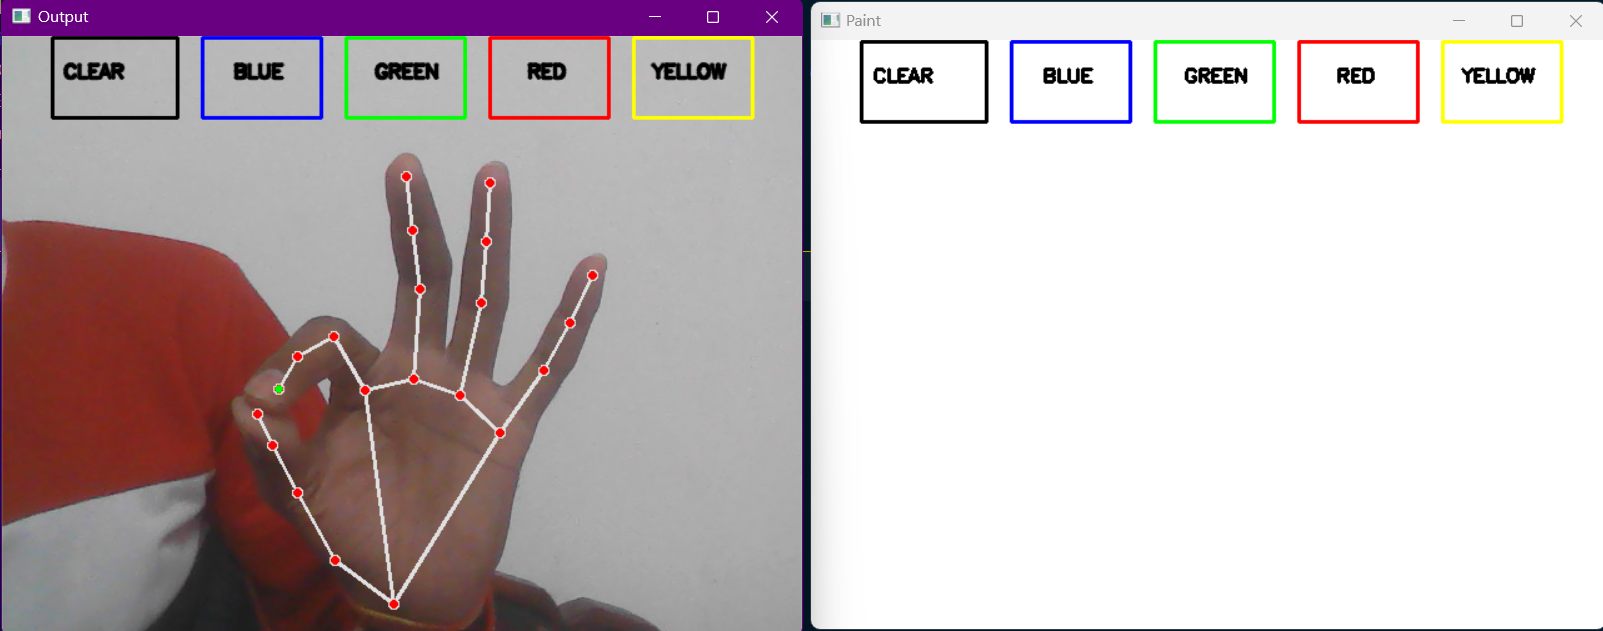 Output
CLEAR BLUE GREEN RED YELLOW
Paint
CLEAR BLUE GREEN RED YELLOW